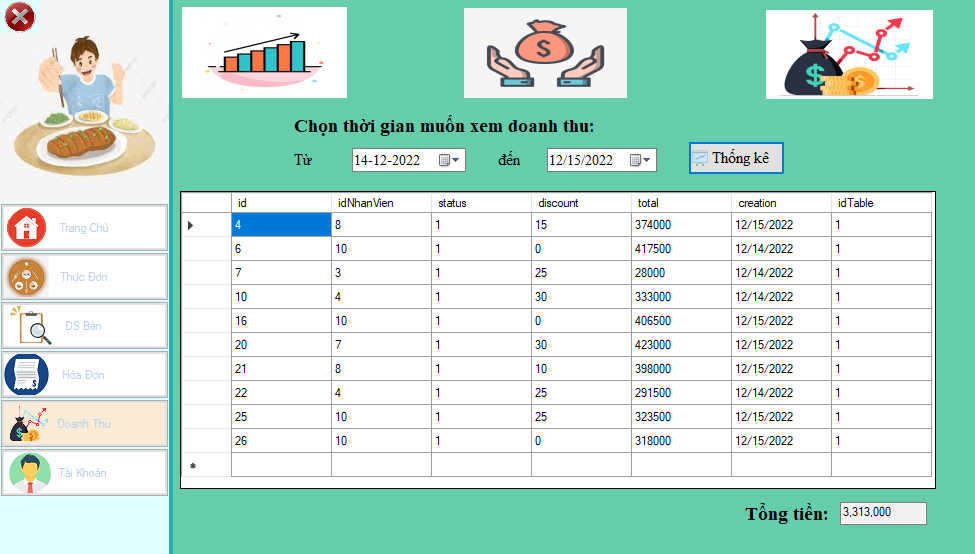 Chọn thời gian muốn xem doanh thu:
Từ 14-12-2022 đến 12/15/2022 Thống kê
id idNhanVien status discount total creation idTable
4 8 1 15 374000 12/15/2022 1
6 10 1 0 417500 12/14/2022 1
7 3 1 25 28000 12/14/2022 1
10 4 1 30 333000 12/14/2022 1
16 10 1 0 406500 12/15/2022 1
20 7 1 30 423000 12/15/2022 1
21 8 1 10 398000 12/15/2022 1
22 4 1 25 291500 12/14/2022 1
25 10 1 25 323500 12/15/2022 1
26 10 1 0 318000 12/15/2022 1
Tổng tiền: 3,313,000
Trang Chủ
Thực Đơn
DS Bàn
Hóa Đơn
Doanh Thu
Tài Khoản